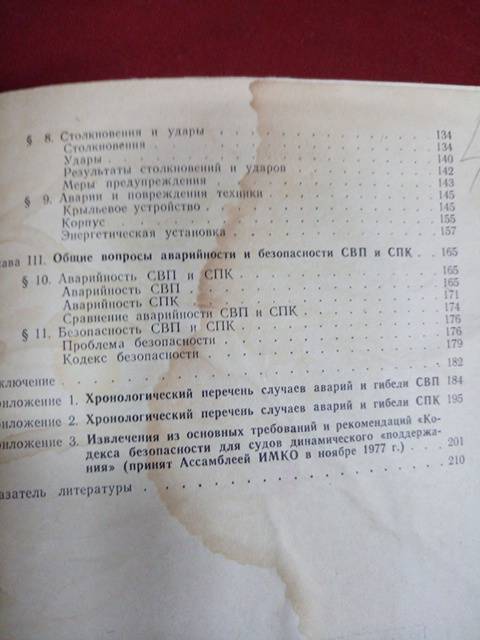 § 8. Столкновения и удары . . . . . . . . . . . 134
Столкновения . . . . . . . . . . . . . 134
Удары . . . . . . . . . . . . . . . 140
Результаты столкновений и ударов . . . . . . 142
Меры предупреждения . . . . . . . . . . . 143
§ 9. Аварии и повреждения техники . . . . . . . . 145
Крыльевое устройство . . . . . . . . . . . 145
Корпус . . . . . . . . . . . . . . . 155
Энергетическая установка . . . . . . . . . . 157
ава III. Общие вопросы аварийности и безопасности СВП и СПК . . 165
§ 10. Аварийность СВП и СПК . . . . . . . . . . 165
Аварийность СВП . . . . . . . . . . . . 165
Аварийность СПК . . . . . . . . . . . . 171
Сравнение аварийности СВП и СПК . . . . . . 174
§ 11. Безопасность СВП и СПК . . . . . . . . . . 176
Проблема безопасности . . . . . . . . . . 176
Кодекс безопасности . . . . . . . . . . . 179
ключение . . . . . . . . . . . . . . . . 182
иложение 1. Хронологический перечень случаев аварий и гибели СВП 184
иложение 2. Хронологический перечень случаев аварий и гибели СПК 195
иложение 3. Извлечения из основных требований и рекомендаций «Ко-
декса безопасности для судов динамического «поддержа-
ния» (принят Ассамблеей ИМКО в ноябре 1977 г.) . . . 201
азатель литературы . . . . . . . . . . . . . . 210